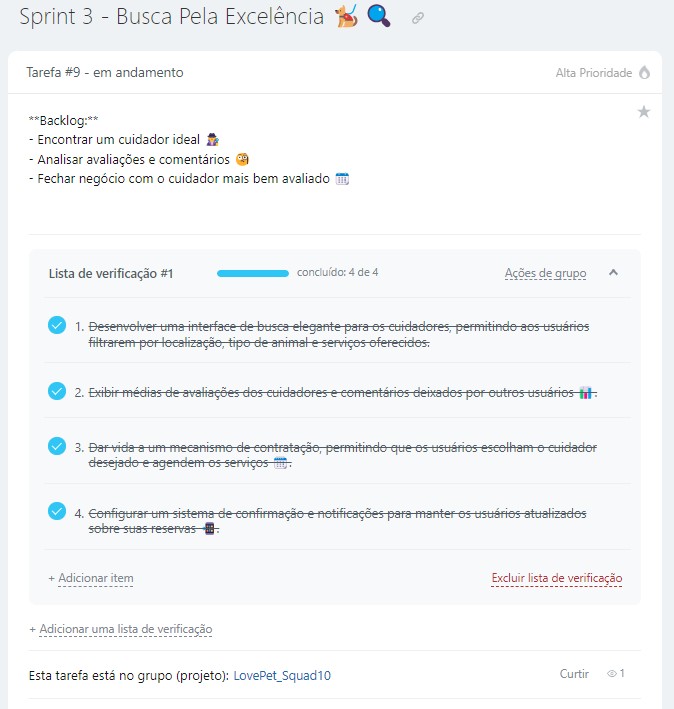 Sprint 3 - Busca Pela Excelência 🐕‍🦺 🔍
Tarefa #9 - em andamento
Alta Prioridade
**Backlog:**
- Encontrar um cuidador ideal 🕵️‍♀️
- Analisar avaliações e comentários 🧐
- Fechar negócio com o cuidador mais bem avaliado 📅
Lista de verificação #1
concluído: 4 de 4
Ações de grupo
1. Desenvolver uma interface de busca elegante para os cuidadores, permitindo aos usuários
filtrarem por localização, tipo de animal e serviços oferecidos.
2. Exibir médias de avaliações dos cuidadores e comentários deixados por outros usuários 📊.
3. Dar vida a um mecanismo de contratação, permitindo que os usuários escolham o cuidador
desejado e agendem os serviços 📅.
4. Configurar um sistema de confirmação e notificações para manter os usuários atualizados
sobre suas reservas 📲.
+ Adicionar item
Excluir lista de verificação
+ Adicionar uma lista de verificação
Esta tarefa está no grupo (projeto): LovePet_Squad10
Curtir
1